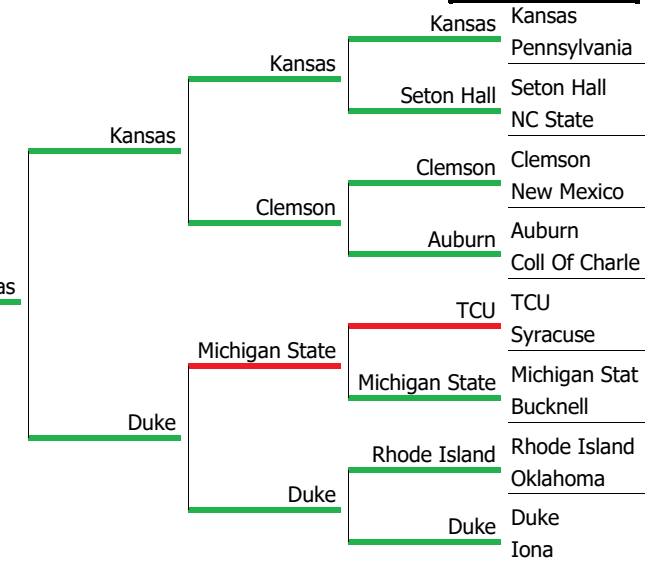 Kansas
Pennsylvania
Seton Hall
NC State
Clemson
New Mexico
Auburn
Coll Of Charle
TCU
Syracuse
Michigan Stat
Bucknell
Rhode Island
Oklahoma
Duke
Iona
Kansas
Seton Hall
Clemson
Auburn
TCU
Michigan State
Rhode Island
Duke
Kansas
Clemson
Michigan State
Duke
Kansas
Duke
as